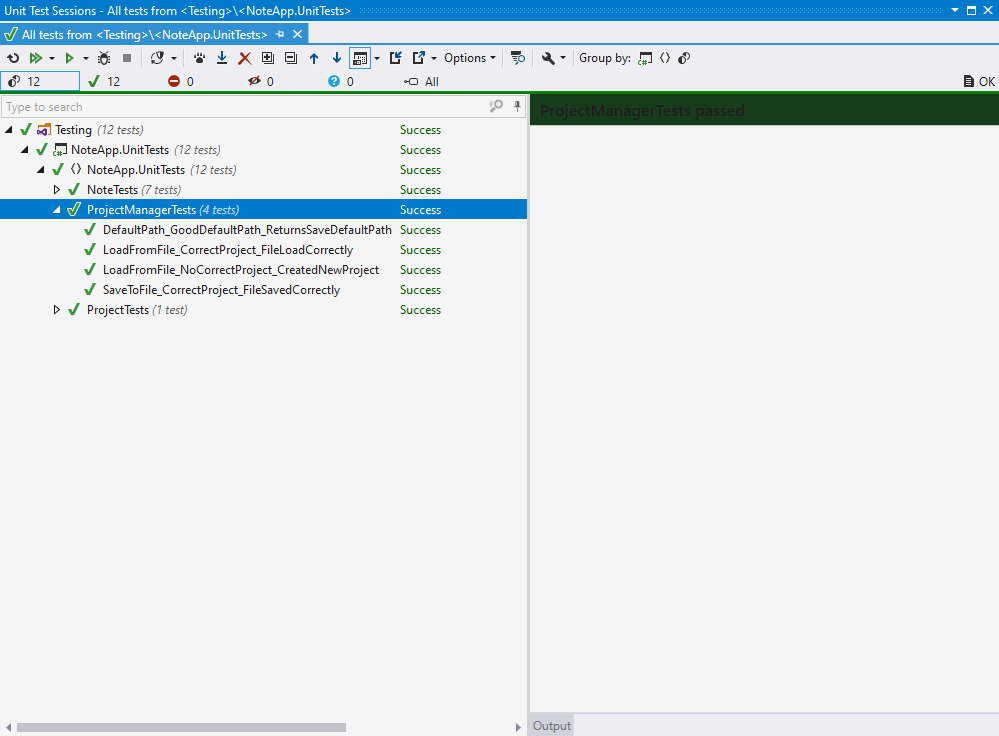 Unit Test Sessions - All tests from <Testing>\<NoteApp.UnitTests>
All tests from <Testing>\<NoteApp.UnitTests>
Options Group by:
12 12 0 0 0 All OK
Type to search
ProjectManagerTests passed
Testing (12 tests) Success
NoteApp.UnitTests (12 tests) Success
NoteApp.UnitTests (12 tests) Success
NoteTests (7 tests) Success
ProjectManagerTests (4 tests) Success
DefaultPath_GoodDefaultPath_ReturnsSaveDefaultPath Success
LoadFromFile_CorrectProject_FileLoadCorrectly Success
LoadFromFile_NoCorrectProject_CreatedNewProject Success
SaveToFile_CorrectProject_FileSavedCorrectly Success
ProjectTests (1 test) Success
Output